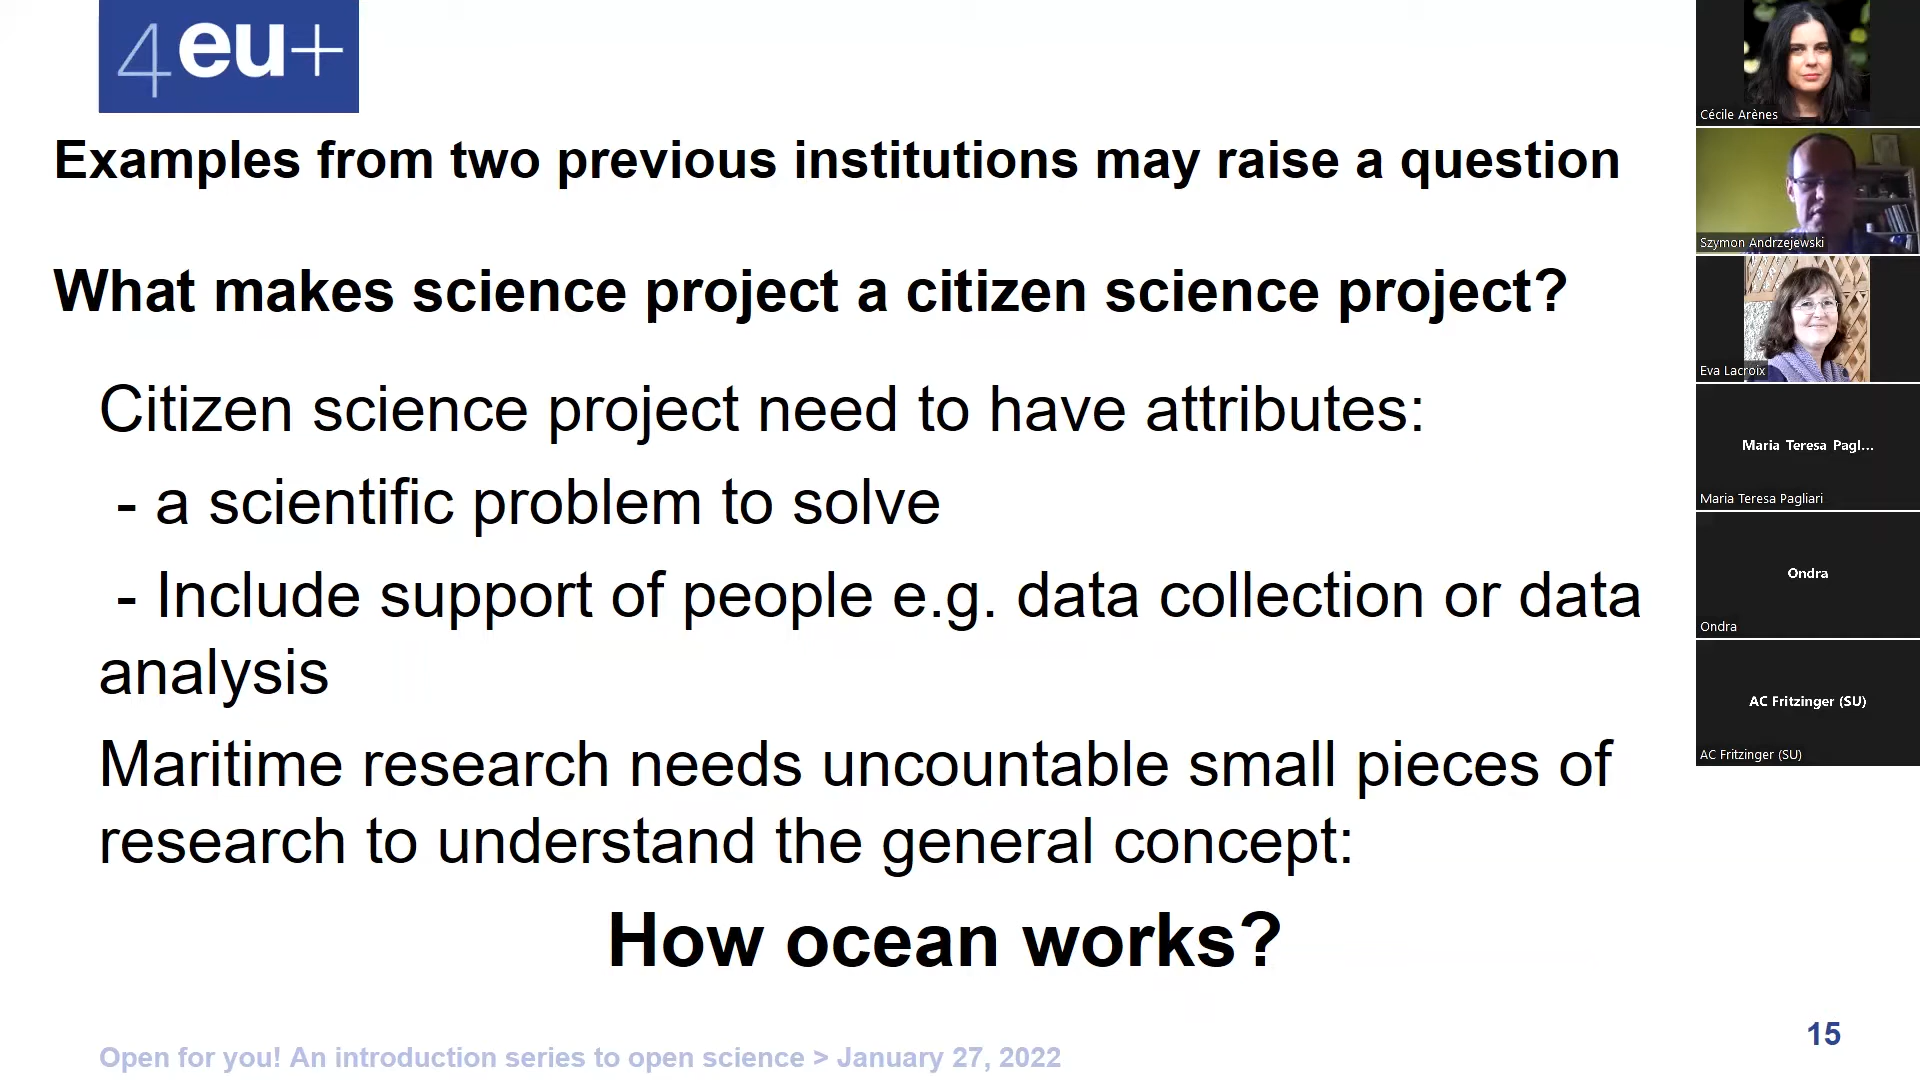 4eu+
Examples from two previous institutions may raise a question
What makes science project a citizen science project?
Citizen science project need to have attributes:
- a scientific problem to solve
- Include support of people e.g. data collection or data
analysis
Maritime research needs uncountable small pieces of
research to understand the general concept:
How ocean works?
Open for you! An introduction series to open science > January 27, 2022
15
Cécile Arènes
Szymon Andrzejewski
Eva Lacroix
Maria Teresa Pagl...
Maria Teresa Pagliari
Ondra
Ondra
AC Fritzinger (SU)
AC Fritzinger (SU)